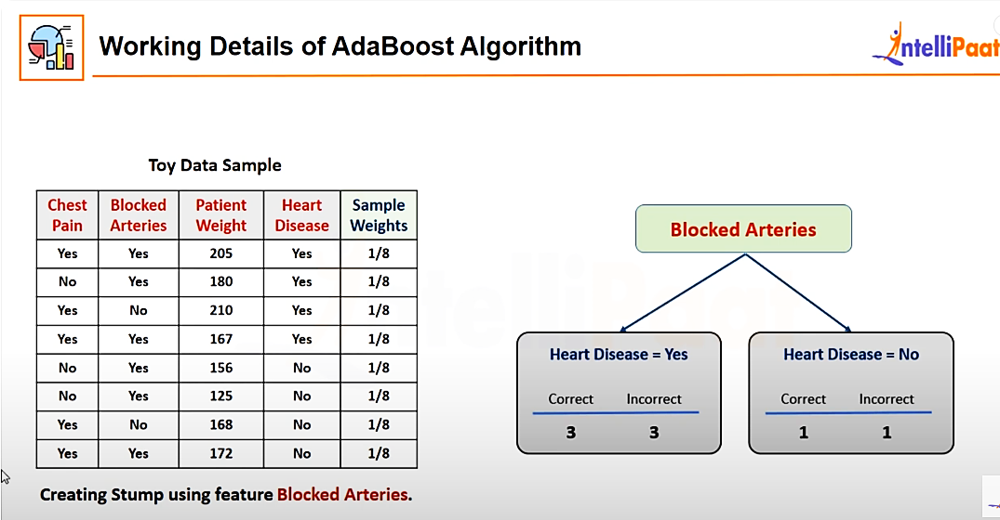 Working Details of AdaBoost Algorithm
intelliPaat
Toy Data Sample
Chest Pain Blocked Arteries Patient Weight Heart Disease Sample Weights
Yes Yes 205 Yes 1/8
No Yes 180 Yes 1/8
Yes No 210 Yes 1/8
Yes Yes 167 Yes 1/8
No Yes 156 No 1/8
No Yes 125 No 1/8
Yes No 168 No 1/8
Yes Yes 172 No 1/8
Creating Stump using feature Blocked Arteries.
Blocked Arteries
Heart Disease = Yes
Correct Incorrect
3 3
Heart Disease = No
Correct Incorrect
1 1